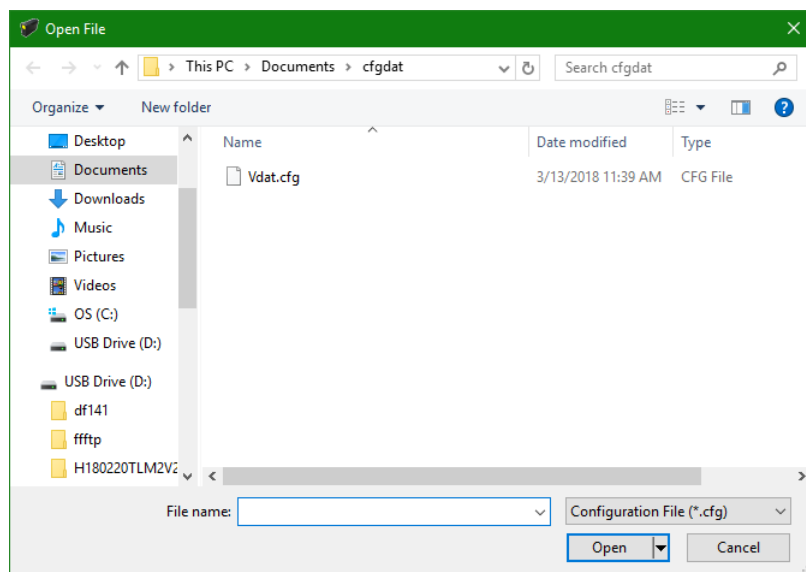 Open File
This PC > Documents > cfgdat
Search cfgdat
Organize
New folder
Desktop
Documents
Downloads
Music
Pictures
Videos
OS (C:)
USB Drive (D:)
USB Drive (D:)
df141
ffftp
H180220TLM2V2
Name Date modified Type
Vdat.cfg 3/13/2018 11:39 AM CFG File
File name:
Configuration File (*.cfg)
Open
Cancel